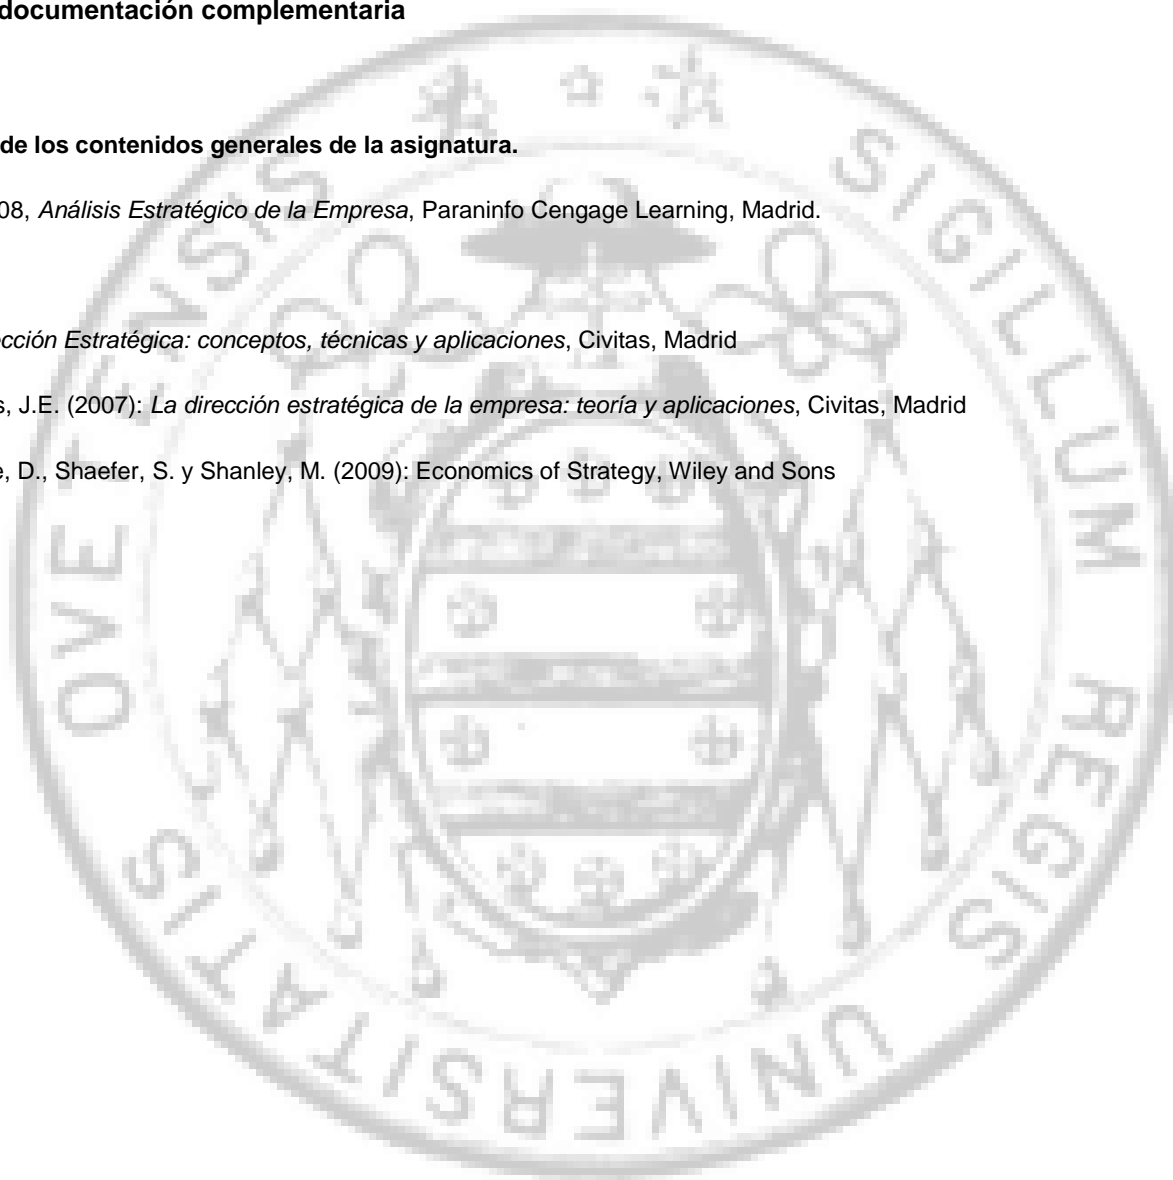 documentación complementaria
de los contenidos generales de la asignatura.
08, Análisis Estratégico de la Empresa, Paraninfo Cengage Learning, Madrid.
cción Estratégica: conceptos, técnicas y aplicaciones, Civitas, Madrid
s, J.E. (2007): La dirección estratégica de la empresa: teoría y aplicaciones, Civitas, Madrid
e, D., Shaefer, S. y Shanley, M. (2009): Economics of Strategy, Wiley and Sons
SIGILLUM REGIS UNIVERSITATIS OVETENSIS